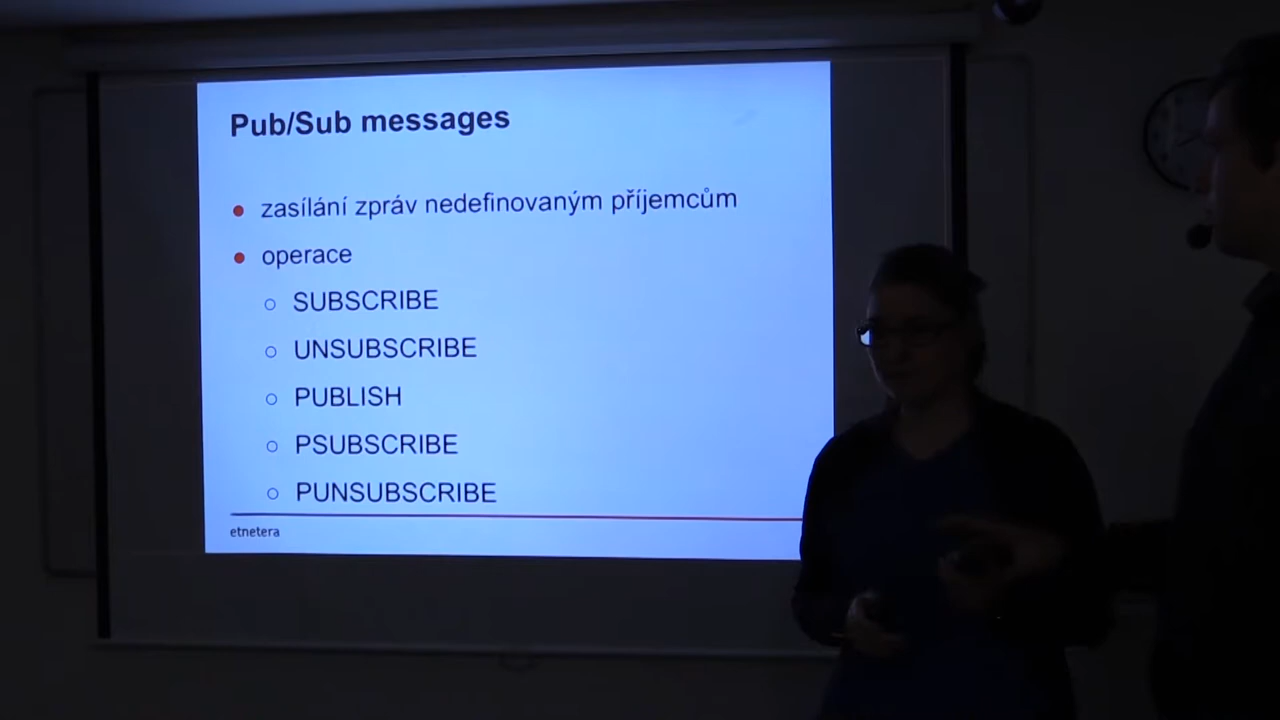 Pub/Sub messages
zasílání zpráv nedefinovaným příjemcům
operace
SUBSCRIBE
UNSUBSCRIBE
PUBLISH
PSUBSCRIBE
PUNSUBSCRIBE
etnetera